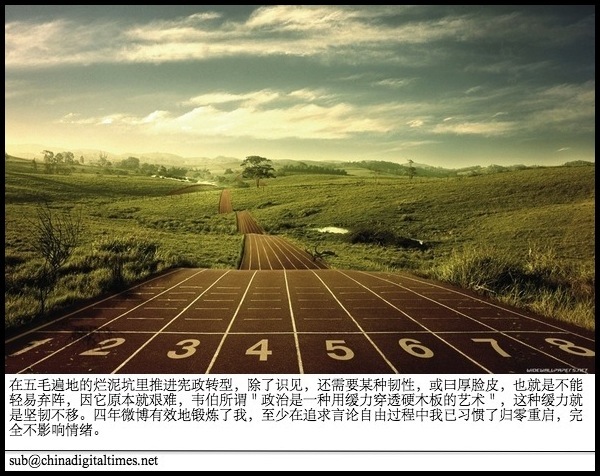 1 2 宪 4 5 6 7 8
WIDEWALLPAPERS.NET
在五毛遍地的烂泥坑里推进宪政转型，除了识见，还需要某种韧性，或曰厚脸皮，也就是不能
轻易弃阵，因它原本就艰难，韦伯所谓＂政治是一种用缓力穿透硬木板的艺术＂，这种缓力就
是坚韧不移。四年微博有效地锻炼了我，至少在追求言论自由过程中我已习惯了归零重启，完
全不影响情绪。
sub@chinadigitaltimes.net